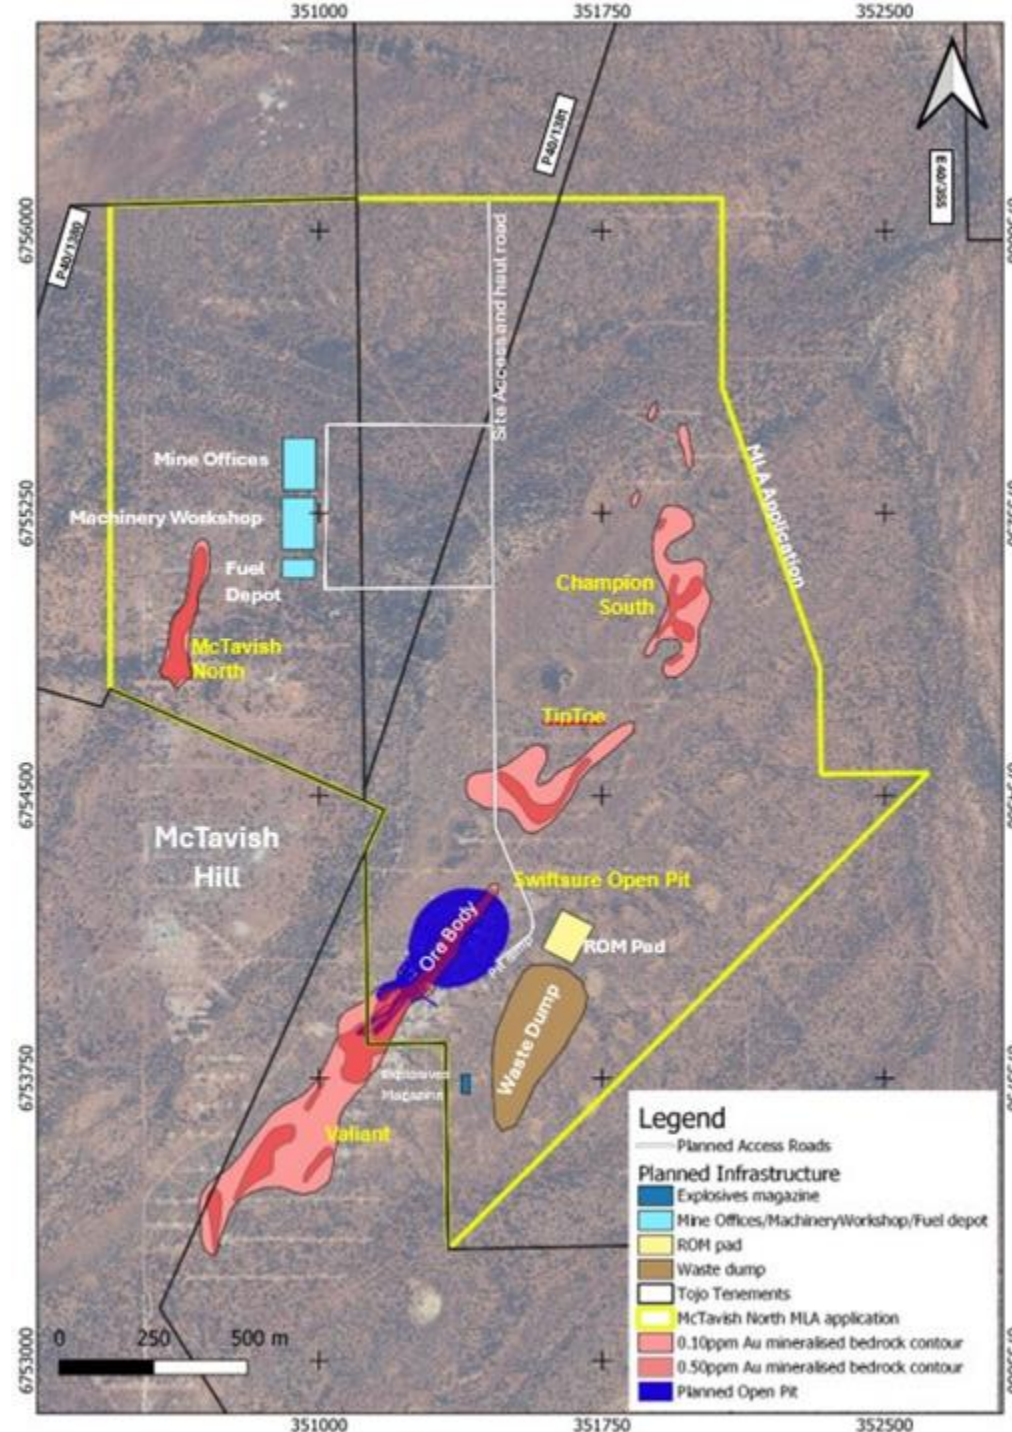 351000
351750
352500
P40/1381
E40/355
P40/1380
6756000
Site Access and haul road
Mine Offices
6755250
Machinery Workshop
MLA Application
Fuel
Depot
Champion
South
McTavish
North
TipToe
6754500
McTavish
Hill
Swiftsure Open Pit
Ore Body
ROM Pad
Waste Dump
6753750
Explosives
Magazine
Valiant
Legend
Planned Access Roads
Planned Infrastructure
Explosives magazine
Mine Offices/MachineryWorkshop/Fuel depot
ROM pad
Waste dump
Tojo Tenements
McTavish North MLA application
0.10ppm Au mineralised bedrock contour
0.50ppm Au mineralised bedrock contour
Planned Open Pit
0 250 500 m
6753000
351000
351750
352500